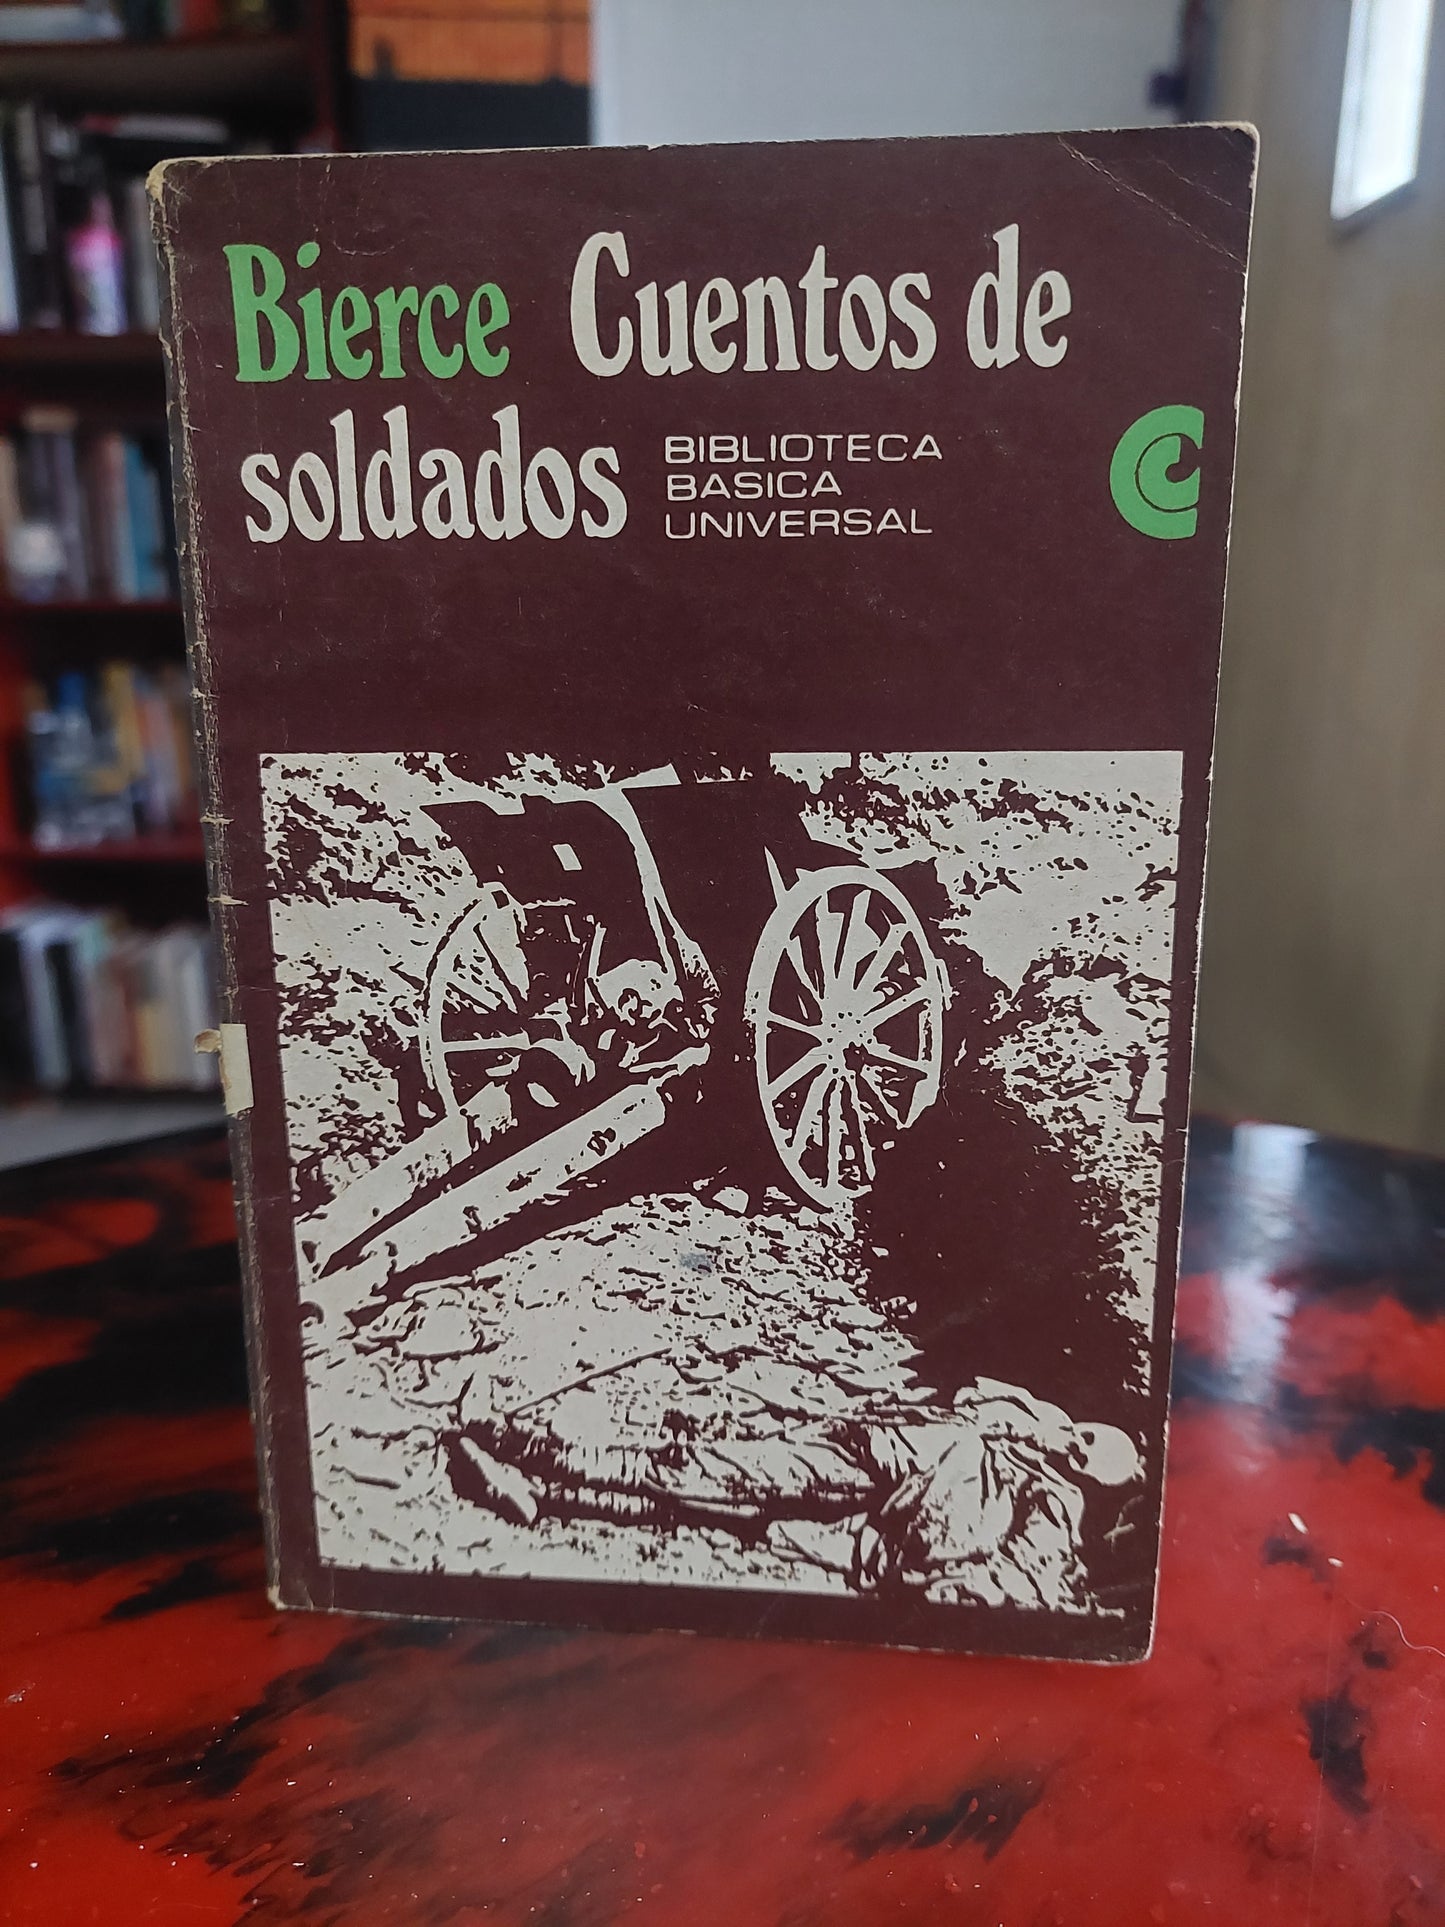 Bierce Cuentos de
soldados
BIBLIOTECA
BASICA
UNIVERSAL